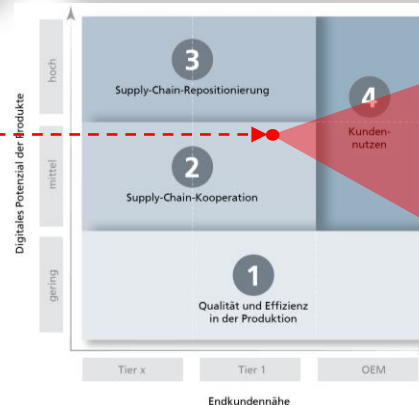 Digitales Potenzial der Produkte
hoch
mittel
gering
3
Supply-Chain-Repositionierung
4
Kunden-
nutzen
2
Supply-Chain-Kooperation
1
Qualität und Effizienz
in der Produktion
Tier x
Tier 1
OEM
Endkundennähe